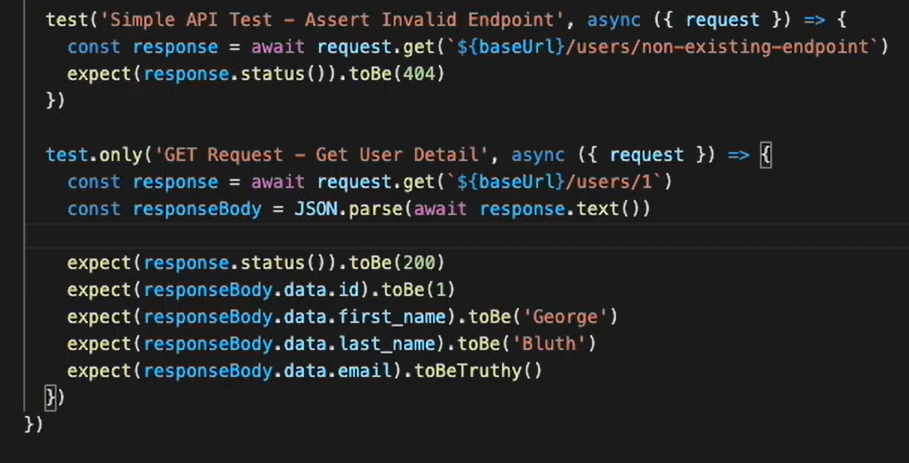 test('Simple API Test - Assert Invalid Endpoint', async ({ request }) => {
const response = await request.get(`${baseUrl}/users/non-existing-endpoint`)
expect(response.status()).toBe(404)
})
test.only('GET Request - Get User Detail', async ({ request }) => {
const response = await request.get(`${baseUrl}/users/1`)
const responseBody = JSON.parse(await response.text())
expect(response.status()).toBe(200)
expect(responseBody.data.id).toBe(1)
expect(responseBody.data.first_name).toBe('George')
expect(responseBody.data.last_name).toBe('Bluth')
expect(responseBody.data.email).toBeTruthy()
})
})